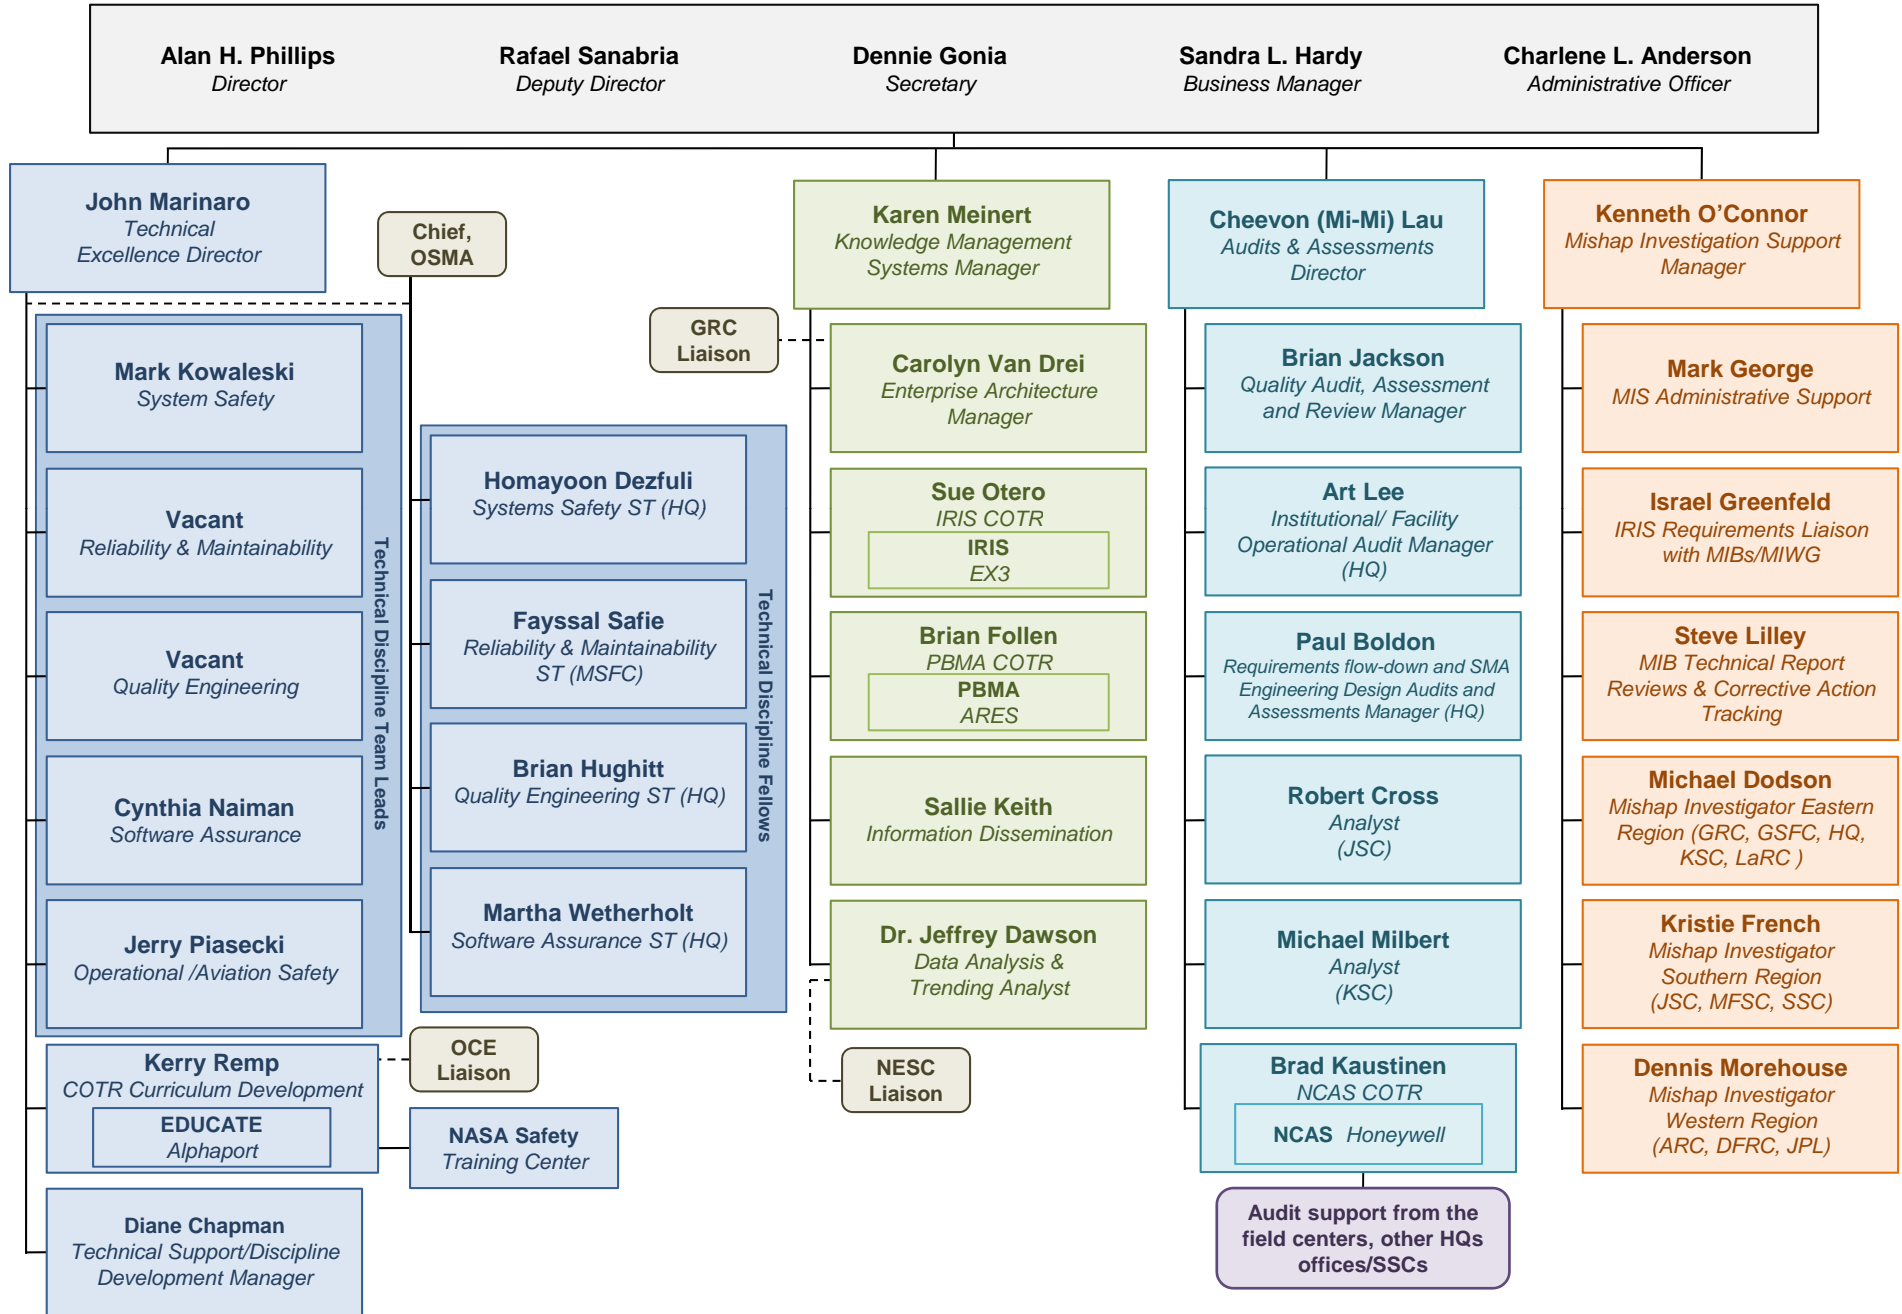 Alan H. Phillips
Director
Rafael Sanabria
Deputy Director
Dennie Gonia
Secretary
Sandra L. Hardy
Business Manager
Charlene L. Anderson
Administrative Officer
John Marinaro
Technical
Excellence Director
Chief,
OSMA
Mark Kowaleski
System Safety
Vacant
Reliability & Maintainability
Vacant
Quality Engineering
Cynthia Naiman
Software Assurance
Jerry Piasecki
Operational /Aviation Safety
Technical Discipline Team Leads
Homayoon Dezfuli
Systems Safety ST (HQ)
Fayssal Safie
Reliability & Maintainability
ST (MSFC)
Brian Hughitt
Quality Engineering ST (HQ)
Martha Wetherholt
Software Assurance ST (HQ)
Technical Discipline Fellows
Kerry Remp
COTR Curriculum Development
EDUCATE
Alphaport
OCE
Liaison
NASA Safety
Training Center
Diane Chapman
Technical Support/Discipline
Development Manager
Karen Meinert
Knowledge Management
Systems Manager
GRC
Liaison
Carolyn Van Drei
Enterprise Architecture
Manager
Sue Otero
IRIS COTR
IRIS
EX3
Brian Follen
PBMA COTR
PBMA
ARES
Sallie Keith
Information Dissemination
Dr. Jeffrey Dawson
Data Analysis &
Trending Analyst
NESC
Liaison
Cheevon (Mi-Mi) Lau
Audits & Assessments
Director
Brian Jackson
Quality Audit, Assessment
and Review Manager
Art Lee
Institutional/ Facility
Operational Audit Manager
(HQ)
Paul Boldon
Requirements flow-down and SMA
Engineering Design Audits and
Assessments Manager (HQ)
Robert Cross
Analyst
(JSC)
Michael Milbert
Analyst
(KSC)
Brad Kaustinen
NCAS COTR
NCAS Honeywell
Audit support from the
field centers, other HQs
offices/SSCs
Kenneth O’Connor
Mishap Investigation Support
Manager
Mark George
MIS Administrative Support
Israel Greenfeld
IRIS Requirements Liaison
with MIBs/MIWG
Steve Lilley
MIB Technical Report
Reviews & Corrective Action
Tracking
Michael Dodson
Mishap Investigator Eastern
Region (GRC, GSFC, HQ,
KSC, LaRC )
Kristie French
Mishap Investigator
Southern Region
(JSC, MFSC, SSC)
Dennis Morehouse
Mishap Investigator
Western Region
(ARC, DFRC, JPL)